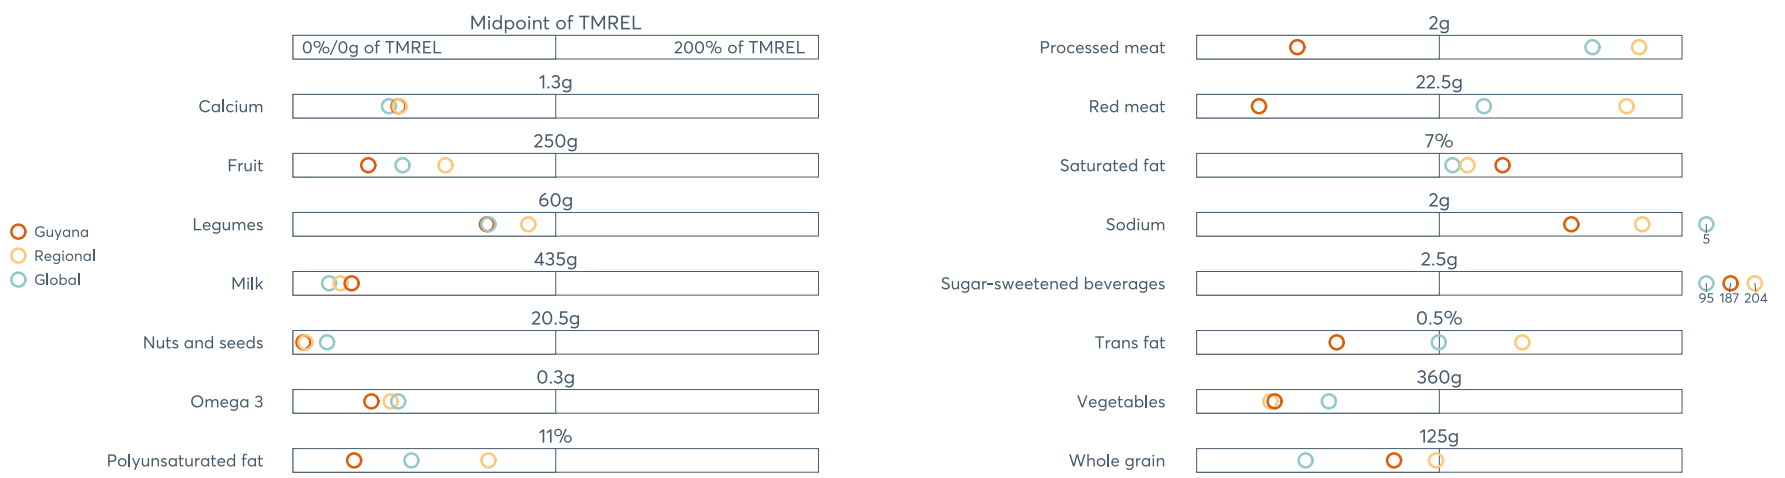 Midpoint of TMREL
0%/0g of TMREL
200% of TMREL
1.3g
Calcium
250g
Fruit
60g
Legumes
435g
Milk
20.5g
Nuts and seeds
0.3g
Omega 3
11%
Polyunsaturated fat
Guyana
Regional
Global
2g
Processed meat
22.5g
Red meat
7%
Saturated fat
2g
Sodium
5
2.5g
Sugar-sweetened beverages
95 187 204
0.5%
Trans fat
360g
Vegetables
125g
Whole grain